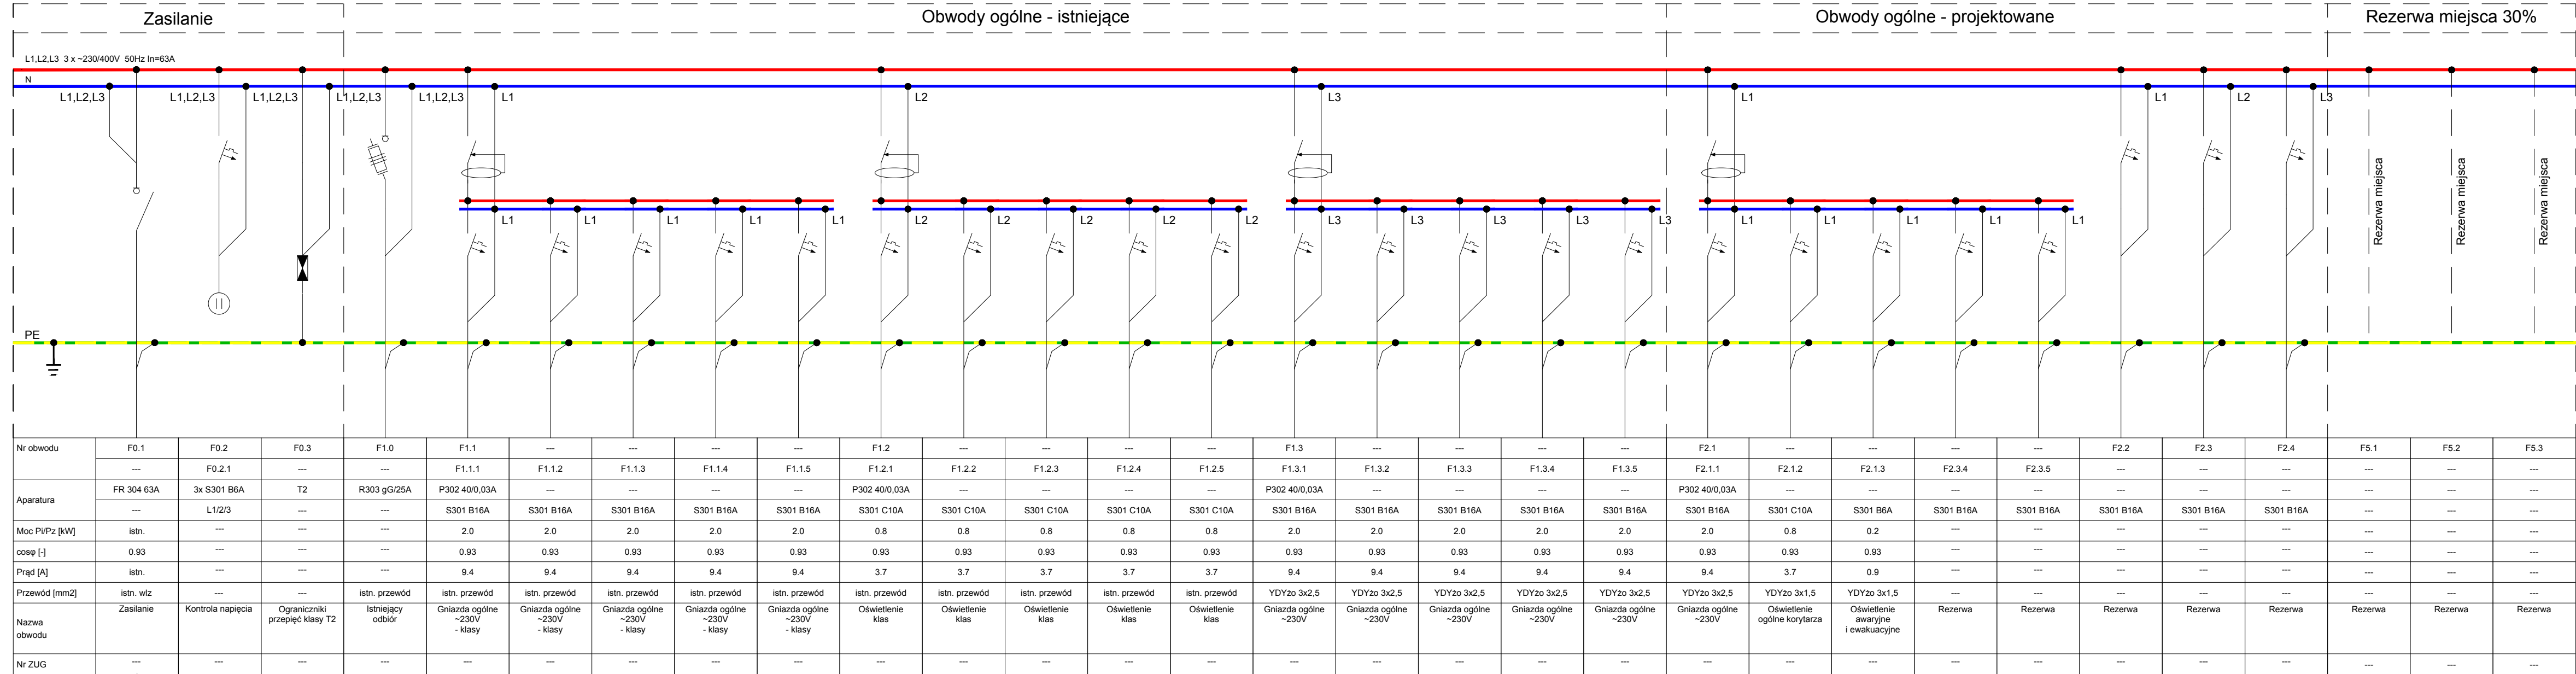 Zasilanie
Obwody ogólne - istniejące
Obwody ogólne - projektowane
Rezerwa miejsca 30%
L1,L2,L3 3 x ~230/400V 50Hz In=63A
N
L1,L2,L3 L1,L2,L3 L1,L2,L3 L1,L2,L3 L1,L2,L3 L1 L2 L3 L1 L1 L2 L3
Rezerwa miejsca
Rezerwa miejsca
Rezerwa miejsca
L1 L1 L1 L1 L1 L2 L2 L2 L2 L2 L3 L3 L3 L3 L3 L1 L1 L1 L1 L1
PE
Nr obwodu F0.1 F0.2 F0.3 F1.0 F1.1 --- --- --- --- F1.2 --- --- --- --- F1.3 --- --- --- --- F2.1 --- --- --- --- F2.2 F2.3 F2.4 F5.1 F5.2 F5.3
--- F0.2.1 --- --- F1.1.1 F1.1.2 F1.1.3 F1.1.4 F1.1.5 F1.2.1 F1.2.2 F1.2.3 F1.2.4 F1.2.5 F1.3.1 F1.3.2 F1.3.3 F1.3.4 F1.3.5 F2.1.1 F2.1.2 F2.1.3 F2.3.4 F2.3.5 --- --- --- --- --- ---
Aparatura FR 304 63A 3x S301 B6A T2 R303 gG/25A P302 40/0,03A --- --- --- --- P302 40/0,03A --- --- --- --- P302 40/0,03A --- --- --- --- P302 40/0,03A --- --- --- --- --- --- --- --- --- ---
--- L1/2/3 --- --- S301 B16A S301 B16A S301 B16A S301 B16A S301 B16A S301 C10A S301 C10A S301 C10A S301 C10A S301 C10A S301 B16A S301 B16A S301 B16A S301 B16A S301 B16A S301 B16A S301 C10A S301 B6A S301 B16A S301 B16A S301 B16A S301 B16A S301 B16A --- --- ---
Moc Pi/Pz [kW] istn. --- --- --- 2.0 2.0 2.0 2.0 2.0 0.8 0.8 0.8 0.8 0.8 2.0 2.0 2.0 2.0 2.0 2.0 0.8 0.2 --- --- --- --- --- --- --- ---
cosφ [-] 0.93 --- --- --- 0.93 0.93 0.93 0.93 0.93 0.93 0.93 0.93 0.93 0.93 0.93 0.93 0.93 0.93 0.93 0.93 0.93 0.93 --- --- --- --- --- --- --- ---
Prąd [A] istn. --- --- --- 9.4 9.4 9.4 9.4 9.4 3.7 3.7 3.7 3.7 3.7 9.4 9.4 9.4 9.4 9.4 9.4 3.7 0.9 --- --- --- --- --- --- --- ---
Przewód [mm2] istn. wlz --- --- istn. przewód istn. przewód istn. przewód istn. przewód istn. przewód istn. przewód istn. przewód istn. przewód istn. przewód istn. przewód istn. przewód YDYżo 3x2,5 YDYżo 3x2,5 YDYżo 3x2,5 YDYżo 3x2,5 YDYżo 3x2,5 YDYżo 3x2,5 YDYżo 3x1,5 YDYżo 3x1,5 --- --- --- --- --- --- --- ---
Zasilanie Kontrola napięcia Ograniczniki Istniejący Gniazda ogólne Gniazda ogólne Gniazda ogólne Gniazda ogólne Gniazda ogólne Oświetlenie Oświetlenie Oświetlenie Oświetlenie Oświetlenie Gniazda ogólne Gniazda ogólne Gniazda ogólne Gniazda ogólne Gniazda ogólne Gniazda ogólne Oświetlenie Oświetlenie Rezerwa Rezerwa Rezerwa Rezerwa Rezerwa Rezerwa Rezerwa Rezerwa
Nazwa przepięć klasy T2 odbiór ~230V ~230V ~230V ~230V ~230V klas klas klas klas klas ~230V ~230V ~230V ~230V ~230V ~230V ogólne korytarza awaryjne
obwodu - klasy - klasy - klasy - klasy - klasy i ewakuacyjne
Nr ZUG --- --- --- --- --- --- --- --- --- --- --- --- --- --- --- --- --- --- --- --- --- --- --- --- --- --- --- --- --- ---